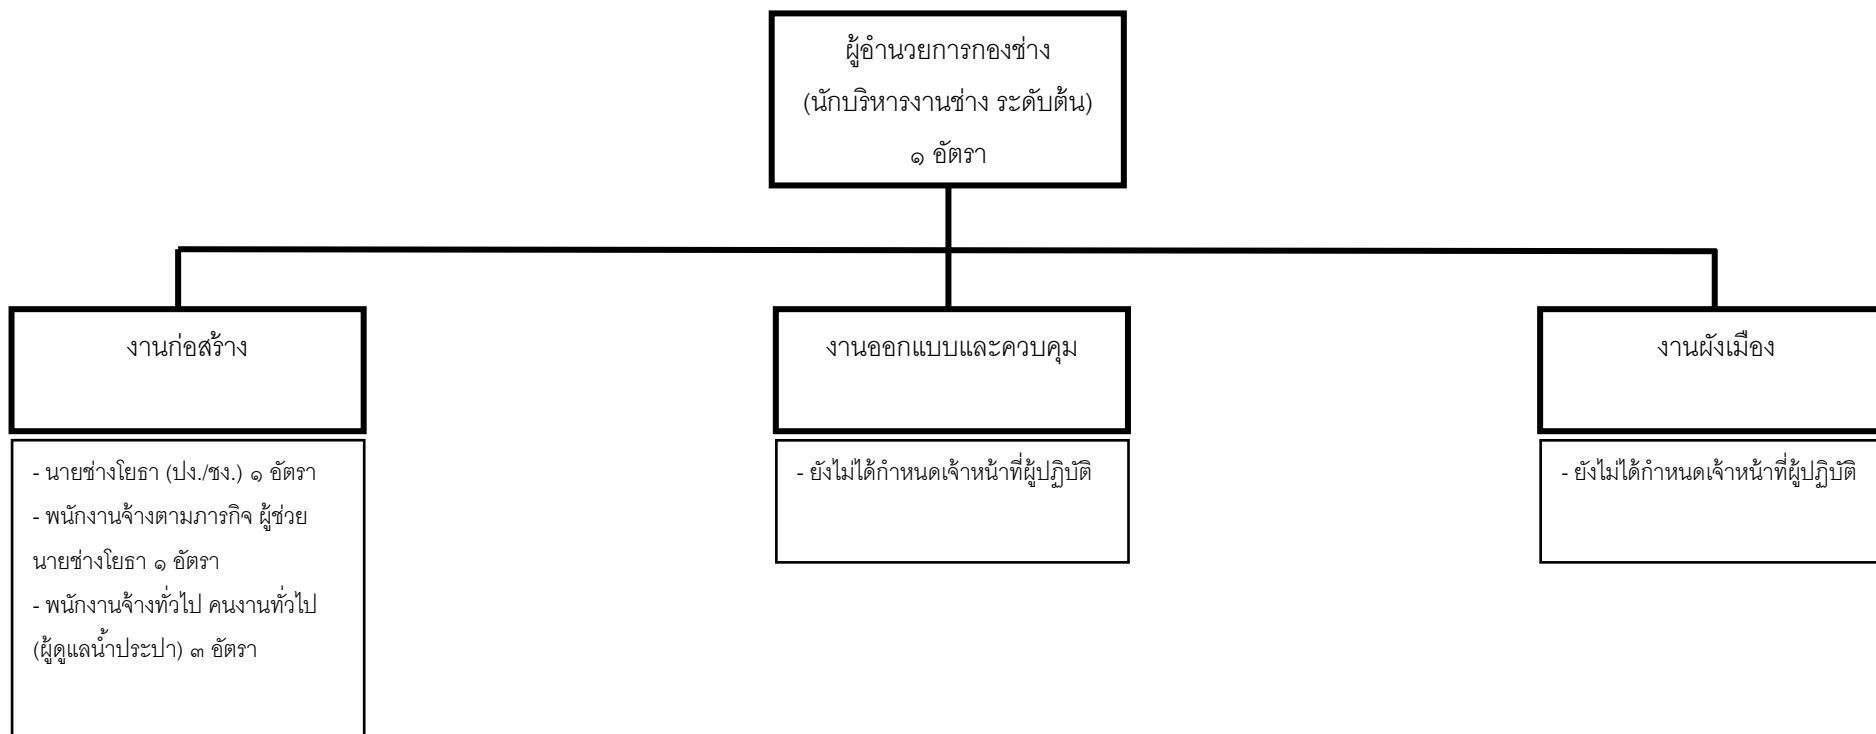 ผู้อำนวยการกองช่าง
(นักบริหารงานช่าง ระดับต้น)
๑ อัตรา
งานก่อสร้าง
- นายช่างโยธา (ปง./ชง.) ๑ อัตรา
- พนักงานจ้างตามภารกิจ ผู้ช่วย
นายช่างโยธา ๑ อัตรา
- พนักงานจ้างทั่วไป คนงานทั่วไป
(ผู้ดูแลน้ำประปา) ๓ อัตรา
งานออกแบบและควบคุม
- ยังไม่ได้กำหนดเจ้าหน้าที่ผู้ปฏิบัติ
งานผังเมือง
- ยังไม่ได้กำหนดเจ้าหน้าที่ผู้ปฏิบัติ